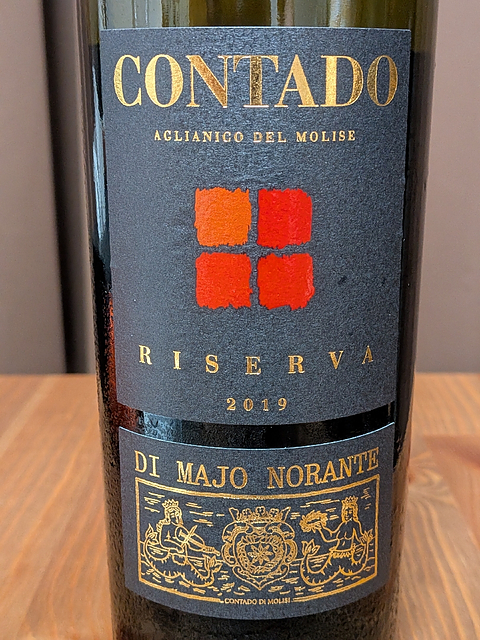 CONTADO
AGLIANICO DEL MOLISE
RISERVA
2019
DI MAJO NORANTE
CONTADO DI MOLISE